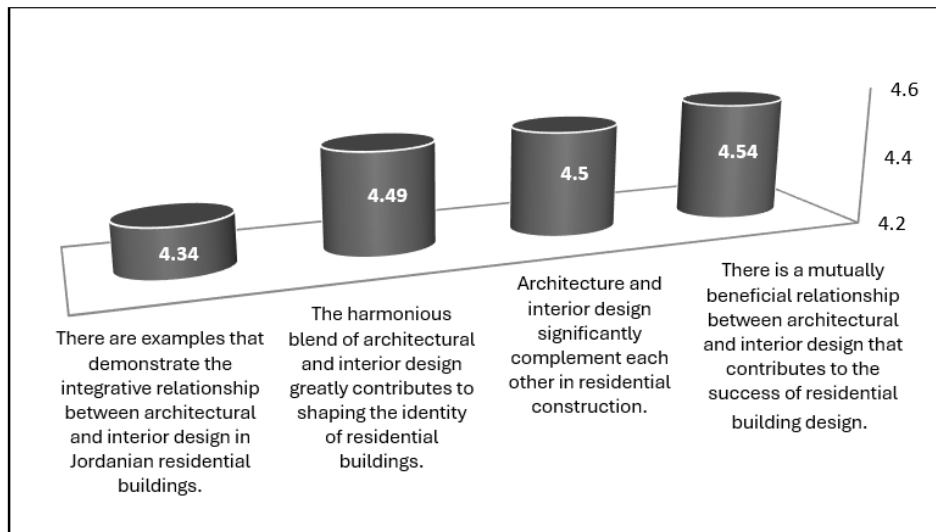 4.6
4.4
4.2
4.34
4.49
4.5
4.54
There are examples that
demonstrate the
integrative relationship
between architectural
and interior design in
Jordanian residential
buildings.
The harmonious
blend of architectural
and interior design
greatly contributes to
shaping the identity
of residential
buildings.
Architecture and
interior design
significantly
complement each
other in residential
construction.
There is a mutually
beneficial relationship
between architectural
and interior design that
contributes to the
success of residential
building design.